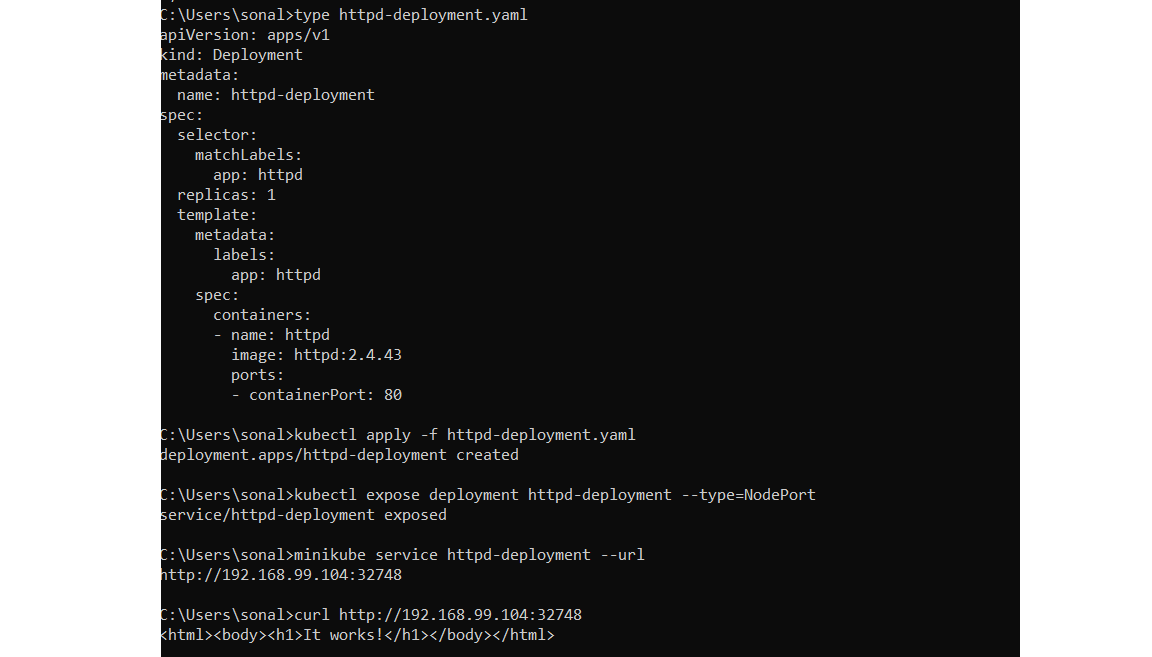 C:\Users\sonal>type httpd-deployment.yaml
apiVersion: apps/v1
kind: Deployment
metadata:
  name: httpd-deployment
spec:
  selector:
    matchLabels:
      app: httpd
  replicas: 1
  template:
    metadata:
      labels:
        app: httpd
    spec:
      containers:
      - name: httpd
        image: httpd:2.4.43
        ports:
        - containerPort: 80

C:\Users\sonal>kubectl apply -f httpd-deployment.yaml
deployment.apps/httpd-deployment created

C:\Users\sonal>kubectl expose deployment httpd-deployment --type=NodePort
service/httpd-deployment exposed

C:\Users\sonal>minikube service httpd-deployment --url
http://192.168.99.104:32748

C:\Users\sonal>curl http://192.168.99.104:32748
<html><body><h1>It works!</h1></body></html>